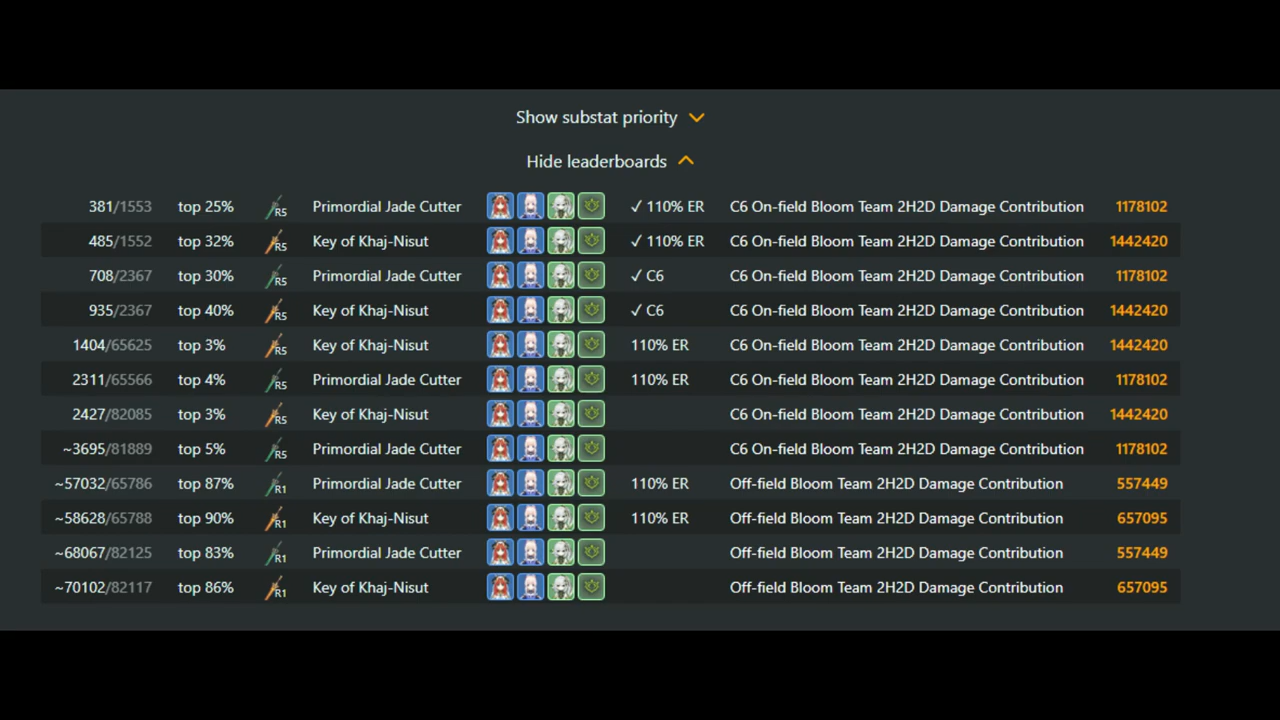 Show substat priority
Hide leaderboards
381/1553 top 25% R5 Primordial Jade Cutter ✓ 110% ER C6 On-field Bloom Team 2H2D Damage Contribution 1178102
485/1552 top 32% R5 Key of Khaj-Nisut ✓ 110% ER C6 On-field Bloom Team 2H2D Damage Contribution 1442420
708/2367 top 30% R5 Primordial Jade Cutter ✓ C6 C6 On-field Bloom Team 2H2D Damage Contribution 1178102
935/2367 top 40% R5 Key of Khaj-Nisut ✓ C6 C6 On-field Bloom Team 2H2D Damage Contribution 1442420
1404/65625 top 3% R5 Key of Khaj-Nisut 110% ER C6 On-field Bloom Team 2H2D Damage Contribution 1442420
2311/65566 top 4% R5 Primordial Jade Cutter 110% ER C6 On-field Bloom Team 2H2D Damage Contribution 1178102
2427/82085 top 3% R5 Key of Khaj-Nisut C6 On-field Bloom Team 2H2D Damage Contribution 1442420
~3695/81889 top 5% R5 Primordial Jade Cutter C6 On-field Bloom Team 2H2D Damage Contribution 1178102
~57032/65786 top 87% R1 Primordial Jade Cutter 110% ER Off-field Bloom Team 2H2D Damage Contribution 557449
~58628/65788 top 90% R1 Key of Khaj-Nisut 110% ER Off-field Bloom Team 2H2D Damage Contribution 657095
~68067/82125 top 83% R1 Primordial Jade Cutter Off-field Bloom Team 2H2D Damage Contribution 557449
~70102/82117 top 86% R1 Key of Khaj-Nisut Off-field Bloom Team 2H2D Damage Contribution 657095